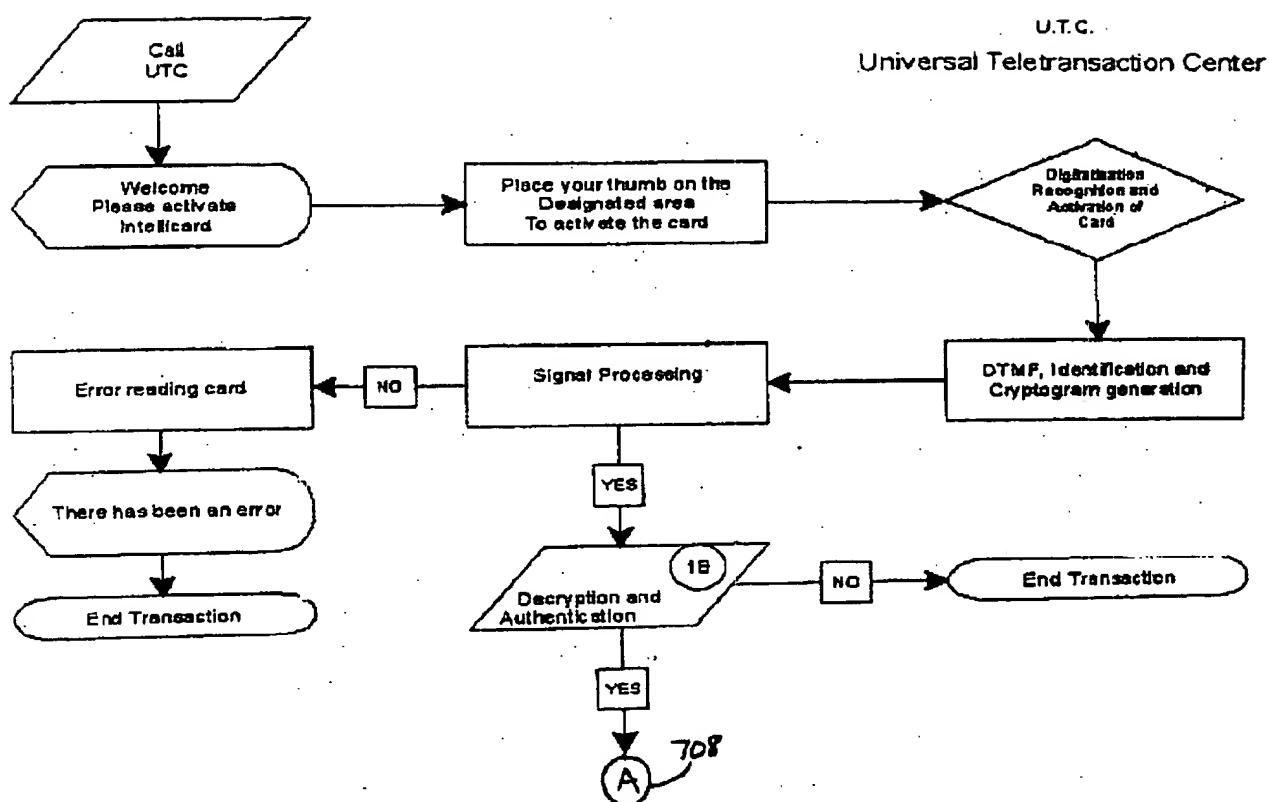 U.T.C.
Universal Teletransaction Center
Call
UTC
Welcome
Please activate
Intellicard
Place your thumb on the
Designated area
To activate the card
Digitalisation
Recognition and
Activation of
Card
DTMF, Identification and
Cryptogram generation
Signal Processing
NO
Error reading card
There has been an error
End Transaction
YES
1B
Decryption and
Authentication
NO
End Transaction
YES
A
708